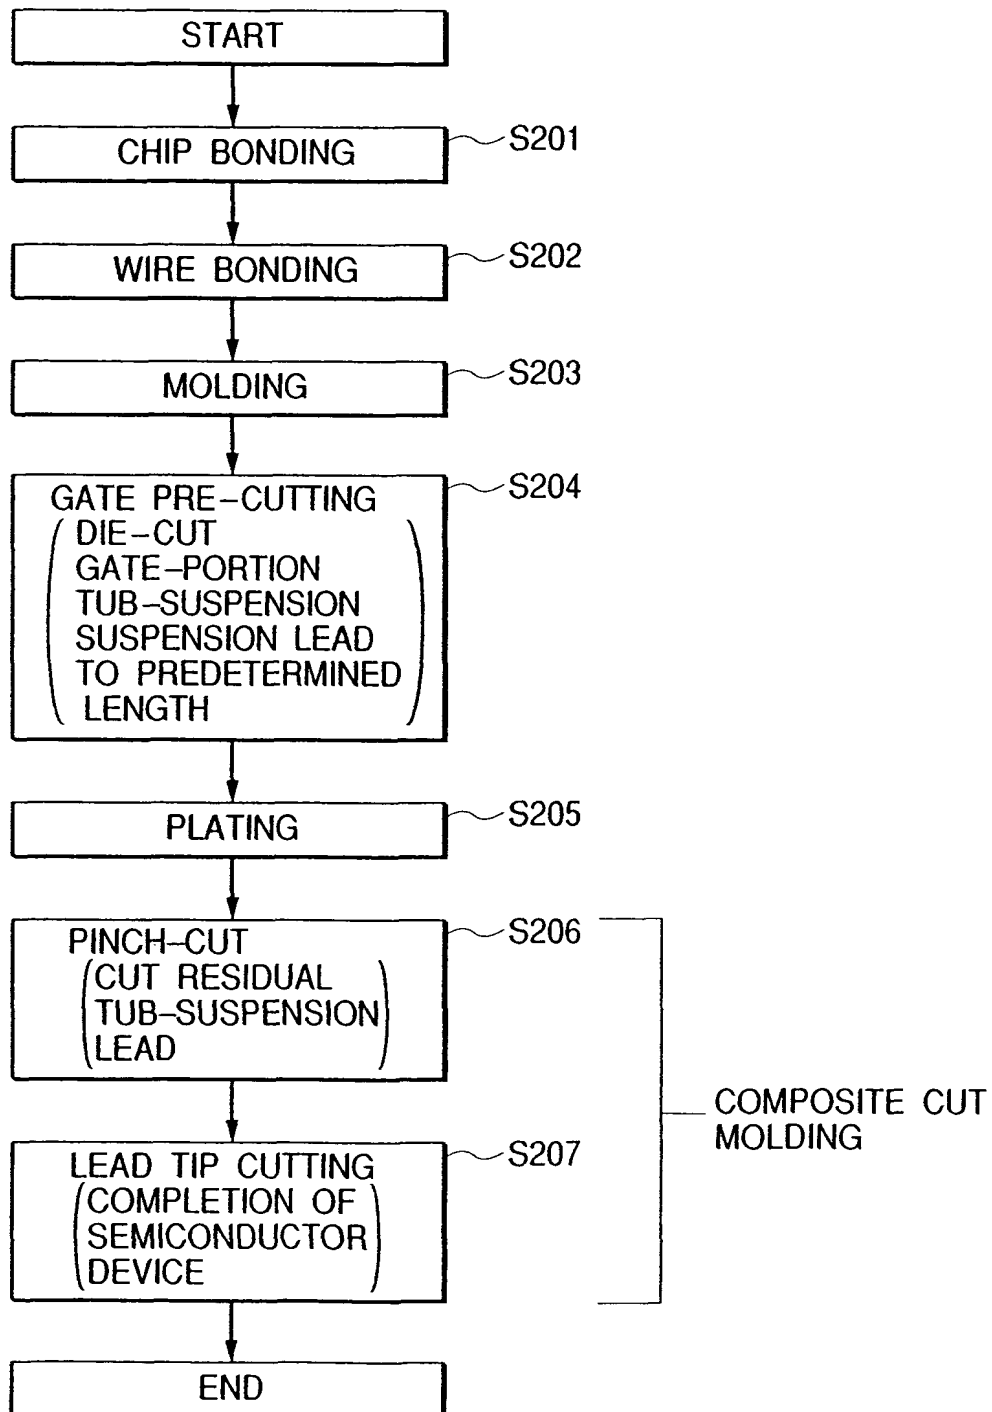 START
CHIP BONDING
S201
WIRE BONDING
S202
MOLDING
S203
GATE PRE-CUTTING
S204
DIE-CUT
GATE-PORTION
TUB-SUSPENSION
SUSPENSION LEAD
TO PREDETERMINED
LENGTH
PLATING
S205
PINCH-CUT
S206
CUT RESIDUAL
TUB-SUSPENSION
LEAD
LEAD TIP CUTTING
S207
COMPLETION OF
SEMICONDUCTOR
DEVICE
COMPOSITE CUT
MOLDING
END